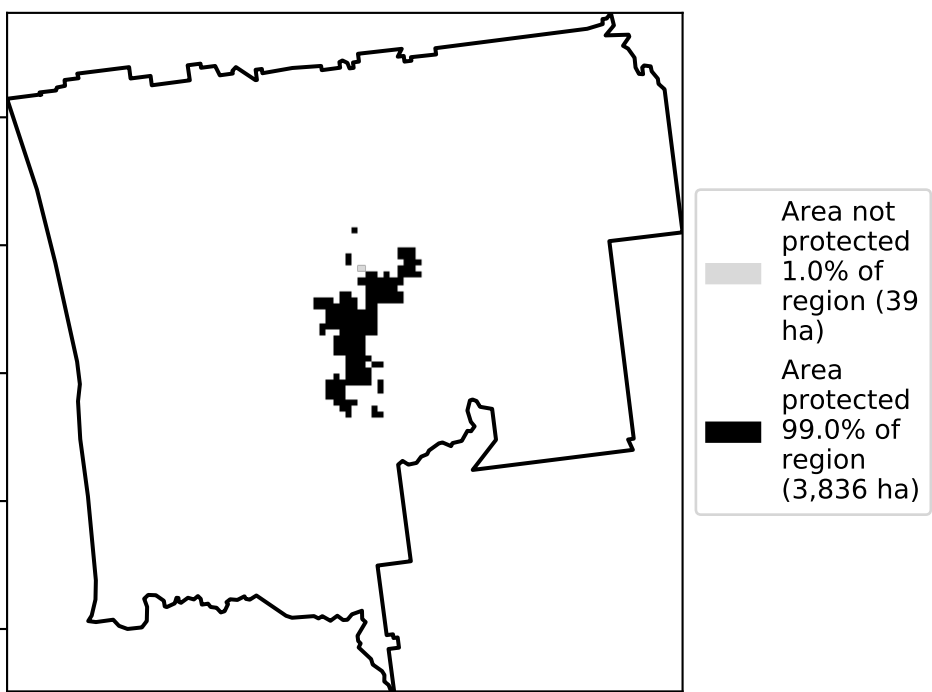 Area not
protected
1.0% of
region (39
ha)
Area
protected
99.0% of
region
(3,836 ha)